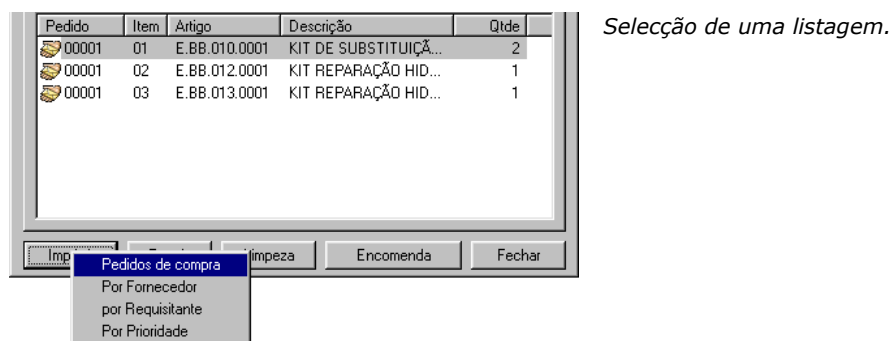 Pedido Item Artigo Descrição Qtde
00001 01 E.BB.010.0001 KIT DE SUBSTITUIÇÃ... 2
00001 02 E.BB.012.0001 KIT REPARAÇÃO HID... 1
00001 03 E.BB.013.0001 KIT REPARAÇÃO HID... 1
Encomenda Fechar
Pedidos de compra
Por Fornecedor
por Requisitante
Por Prioridade
Selecção de uma listagem.